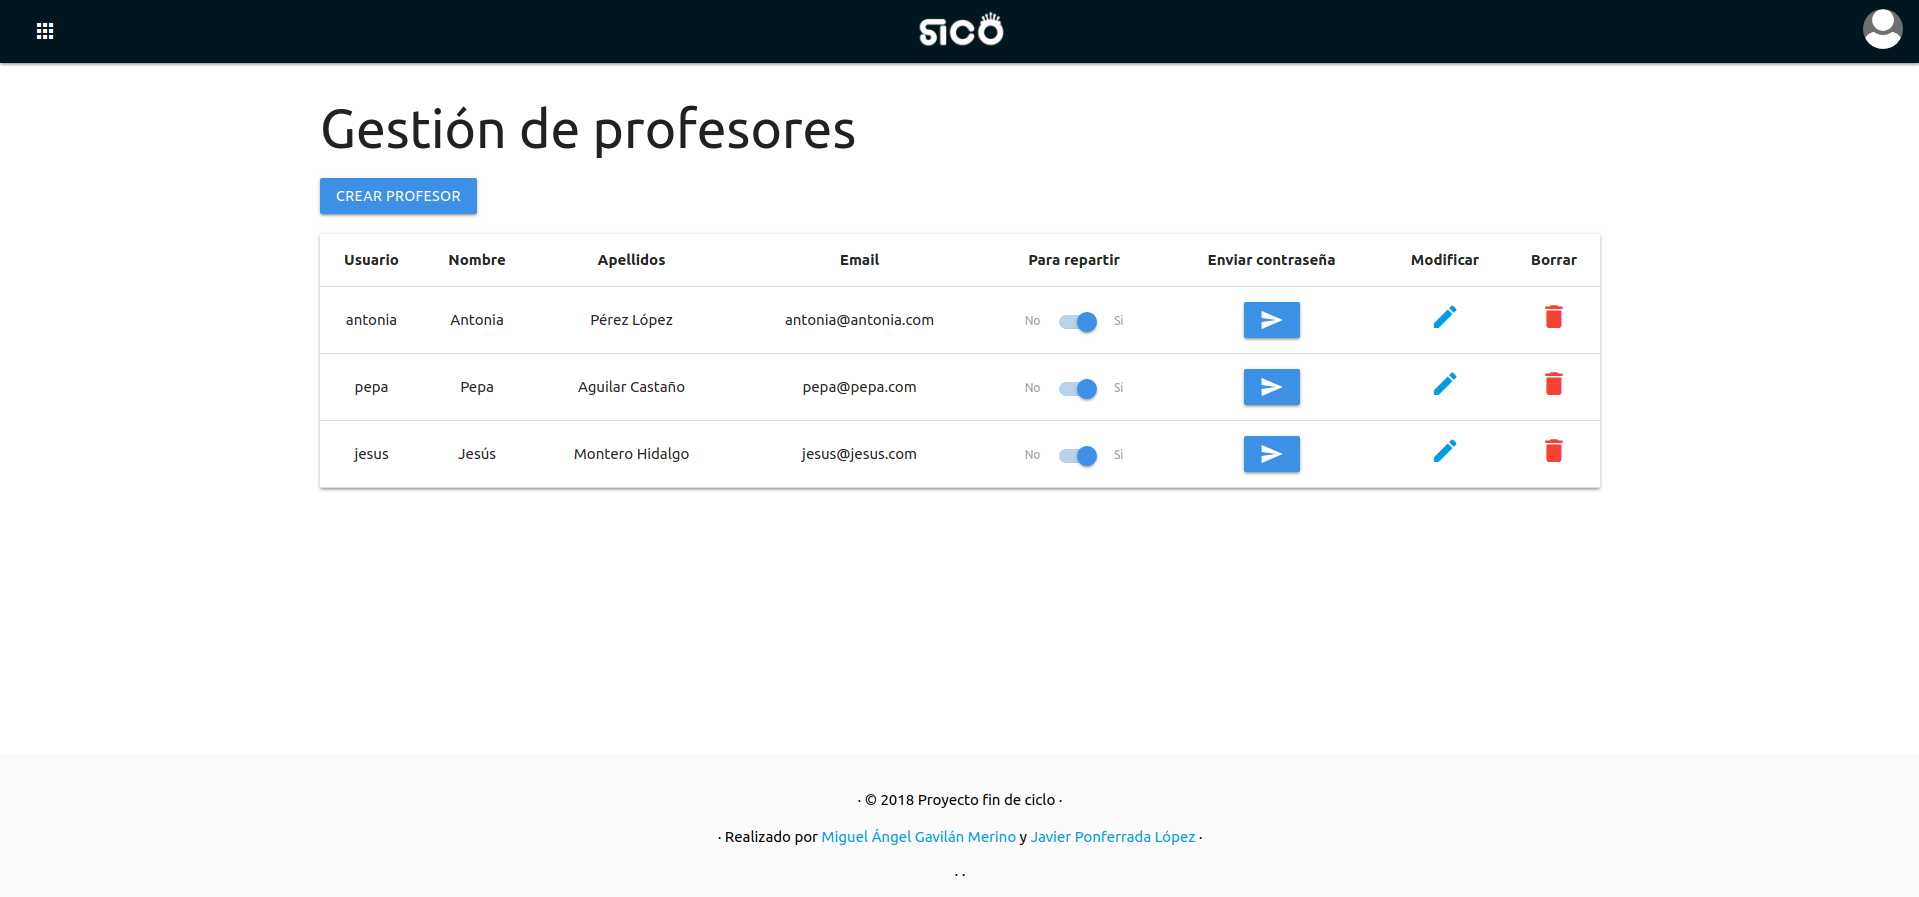 SICO
Gestión de profesores
CREAR PROFESOR
Usuario Nombre Apellidos Email Para repartir Enviar contraseña Modificar Borrar
antonia Antonia Pérez López antonia@antonia.com No Si
pepa Pepa Aguilar Castaño pepa@pepa.com No Si
jesus Jesús Montero Hidalgo jesus@jesus.com No Si
· © 2018 Proyecto fin de ciclo ·
· Realizado por Miguel Ángel Gavilán Merino y Javier Ponferrada López ·
· ·